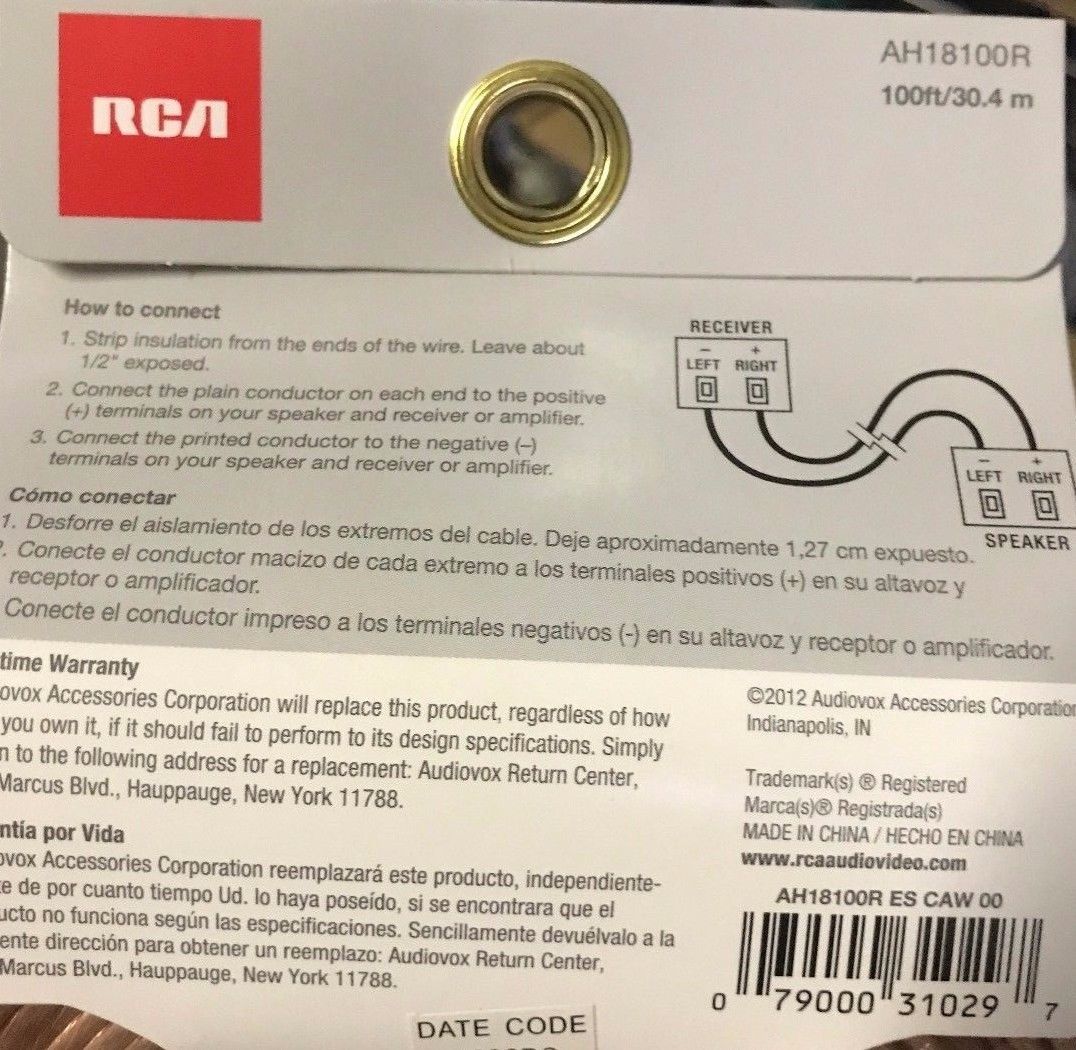 RCA
AH18100R
100ft/30.4 m
How to connect
1. Strip insulation from the ends of the wire. Leave about
1/2" exposed.
2. Connect the plain conductor on each end to the positive
(+) terminals on your speaker and receiver or amplifier.
3. Connect the printed conductor to the negative (–)
terminals on your speaker and receiver or amplifier.
RECEIVER
– +
LEFT RIGHT
– +
LEFT RIGHT
SPEAKER
Cómo conectar
1. Desforre el aislamiento de los extremos del cable. Deje aproximadamente 1,27 cm expuesto.
. Conecte el conductor macizo de cada extremo a los terminales positivos (+) en su altavoz y
receptor o amplificador.
Conecte el conductor impreso a los terminales negativos (-) en su altavoz y receptor o amplificador.
time Warranty
ovox Accessories Corporation will replace this product, regardless of how
you own it, if it should fail to perform to its design specifications. Simply
n to the following address for a replacement: Audiovox Return Center,
Marcus Blvd., Hauppauge, New York 11788.
ntía por Vida
ovox Accessories Corporation reemplazará este producto, independiente-
e de por cuanto tiempo Ud. lo haya poseído, si se encontrara que el
ucto no funciona según las especificaciones. Sencillamente devuélvalo a la
ente dirección para obtener un reemplazo: Audiovox Return Center,
Marcus Blvd., Hauppauge, New York 11788.
©2012 Audiovox Accessories Corporation
Indianapolis, IN
Trademark(s) ® Registered
Marca(s)® Registrada(s)
MADE IN CHINA / HECHO EN CHINA
www.rcaaudiovideo.com
AH18100R ES CAW 00
0 79000 31029 7
DATE CODE